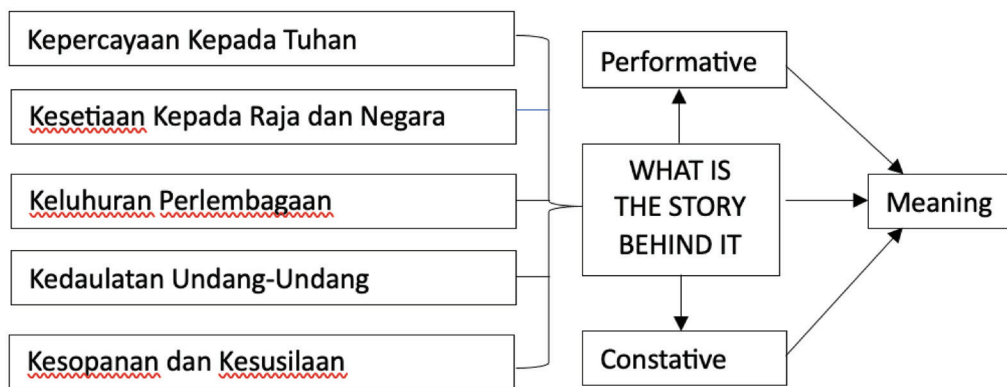 Kepercayaan Kepada Tuhan
Kesetiaan Kepada Raja dan Negara
Keluhuran Perlembagaan
Kedaulatan Undang-Undang
Kesopanan dan Kesusilaan
Performative
WHAT IS
THE STORY
BEHIND IT
Constative
Meaning